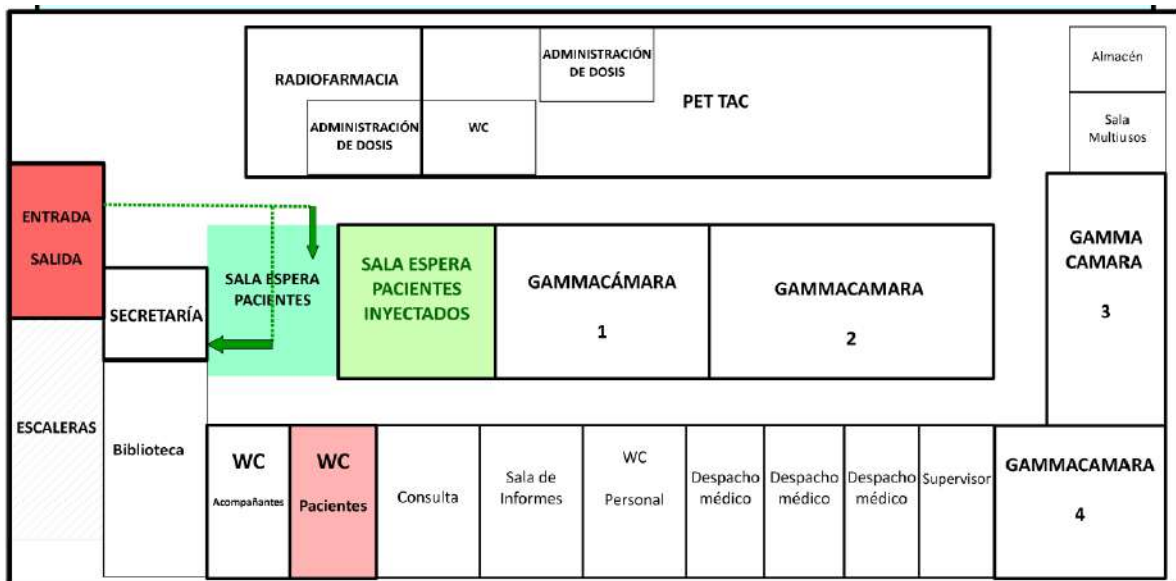 RADIOFARMACIA
ADMINISTRACIÓN
DE DOSIS
WC
ADMINISTRACIÓN
DE DOSIS
PET TAC
Almacén
Sala
Multiusos
ENTRADA
SALIDA
SECRETARÍA
SALA ESPERA
PACIENTES
SALA ESPERA
PACIENTES
INYECTADOS
GAMMACÁMARA
1
GAMMACAMARA
2
GAMMA
CAMARA
3
ESCALERAS
Biblioteca
WC
Acompañantes
WC
Pacientes
Consulta
Sala de
Informes
WC
Personal
Despacho
médico
Despacho
médico
Despacho
médico
Supervisor
GAMMACAMARA
4